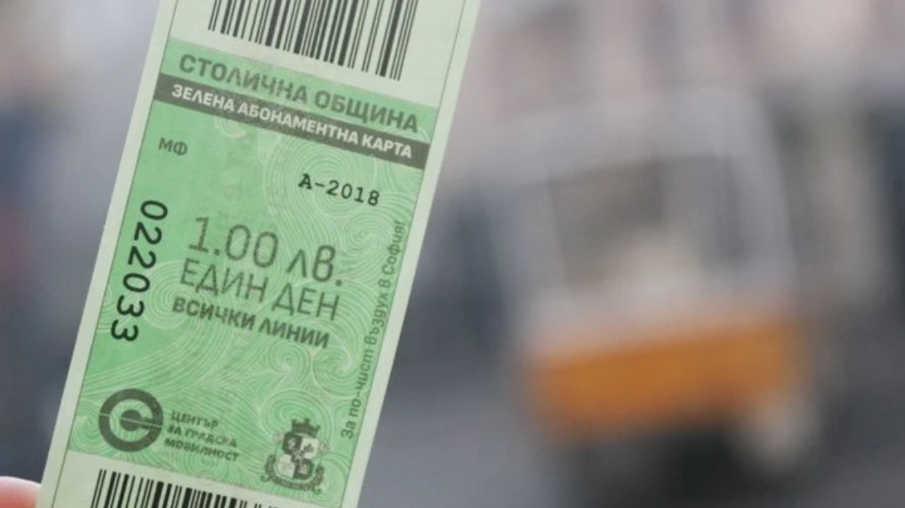 СТОЛИЧНА ОБЩИНА
ЗЕЛЕНА АБОНАМЕНТНА КАРТА
МФ
А-2018
022033
1.00 лв.
ЕДИН ДЕН
ВСИЧКИ ЛИНИИ
За по-чист въздух в София!
ЦЕНТЪР
ЗА ГРАДСКА
МОБИЛНОСТ